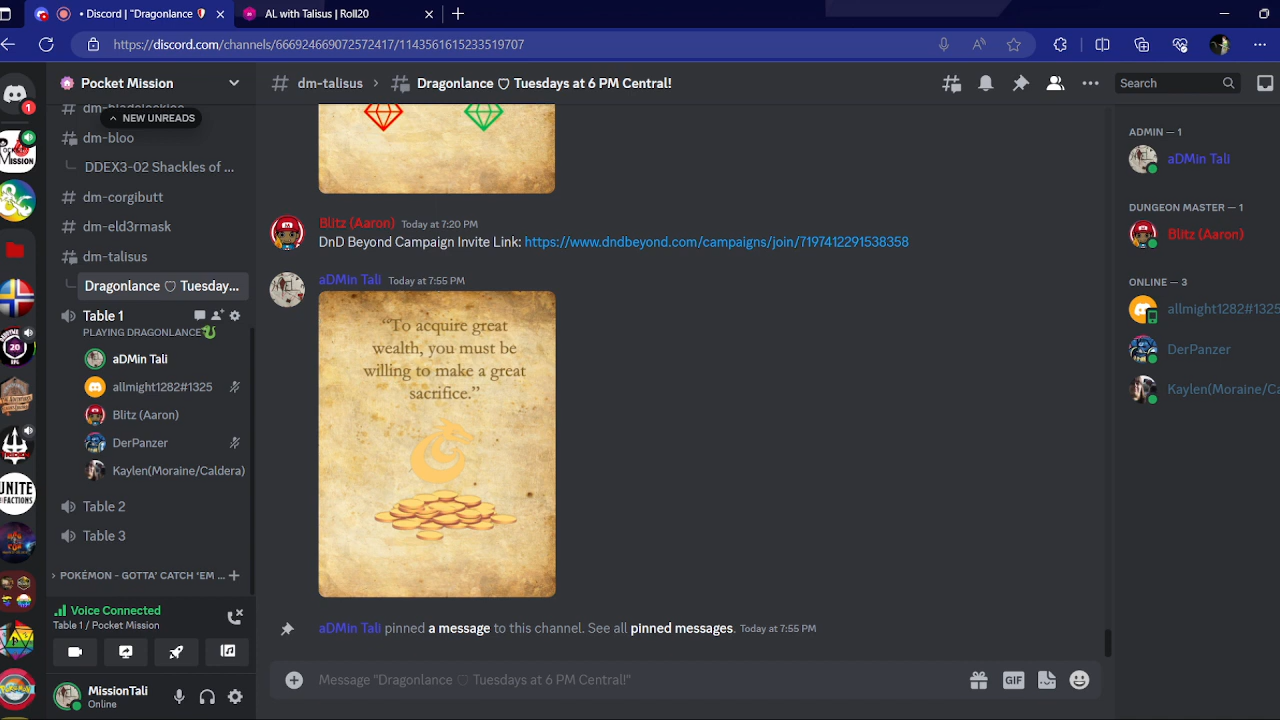 • Discord | "Dragonlance
AL with Talisus | Roll20
https://discord.com/channels/666924669072572417/1143561615233519707
Pocket Mission
dm-talisus
Dragonlance 🛡 Tuesdays at 6 PM Central!
Search
NEW UNREADS
dm-bloo
DDEX3-02 Shackles of ...
dm-corgibutt
dm-eld3rmask
dm-talisus
Dragonlance 🛡 Tuesday...
Table 1
PLAYING DRAGONLANCE
aDMin Tali
allmight1282#1325
Blitz (Aaron)
DerPanzer
Kaylen(Moraine/Caldera)
Table 2
Table 3
POKÉMON - GOTTA' CATCH 'EM ...
Voice Connected
Table 1 / Pocket Mission
MissionTali
Online
1
MISSION
20
UNITE
FACTIONS
Blitz (Aaron) Today at 7:20 PM
DnD Beyond Campaign Invite Link: https://www.dndbeyond.com/campaigns/join/7197412291538358
aDMin Tali Today at 7:55 PM
“To acquire great
wealth, you must be
willing to make a great
sacrifice.”
aDMin Tali pinned a message to this channel. See all pinned messages. Today at 7:55 PM
Message "Dragonlance 🛡 Tuesdays at 6 PM Central!"
GIF
ADMIN — 1
aDMin Tali
DUNGEON MASTER — 1
Blitz (Aaron)
ONLINE — 3
allmight1282#1325
DerPanzer
Kaylen(Moraine/Ca